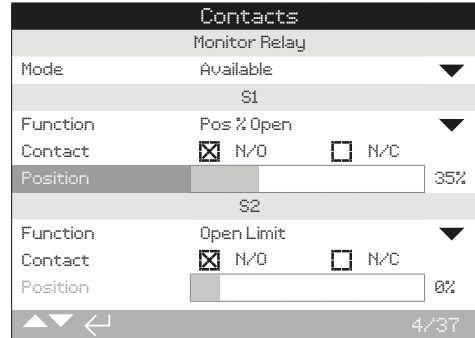 Contacts
Monitor Relay
Mode Available
S1
Function Pos % Open
Contact N/O N/C
Position 35%
S2
Function Open Limit
Contact N/O N/C
Position 0%
4/37